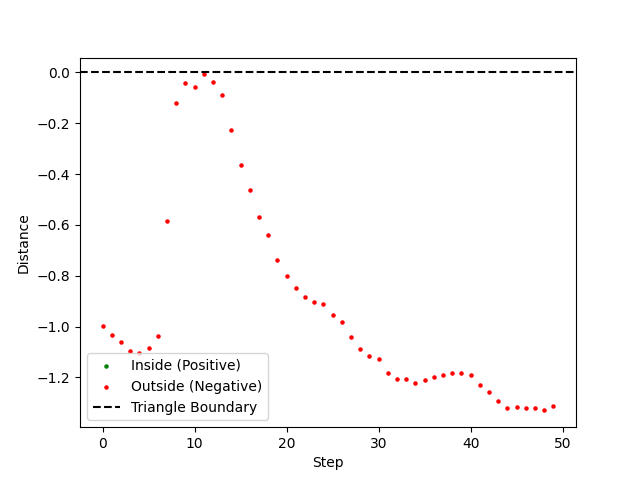 0.0
−0.2
−0.4
−0.6
−0.8
−1.0
−1.2
Distance
Inside (Positive)
Outside (Negative)
Triangle Boundary
0 10 20 30 40 50
Step